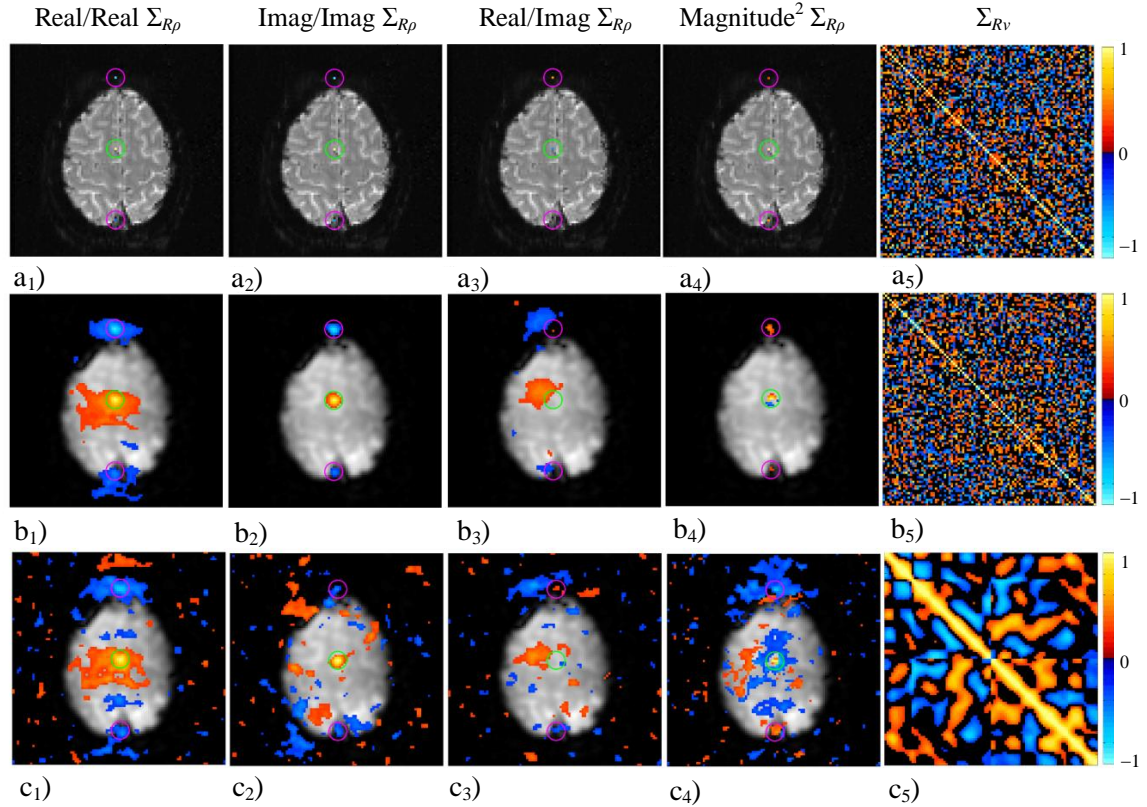 Real/Real Σ_Rρ Imag/Imag Σ_Rρ Real/Imag Σ_Rρ Magnitude² Σ_Rρ Σ_Rν
1
0
−1
a₁) a₂) a₃) a₄) a₅)
1
0
−1
b₁) b₂) b₃) b₄) b₅)
1
0
−1
c₁) c₂) c₃) c₄) c₅)